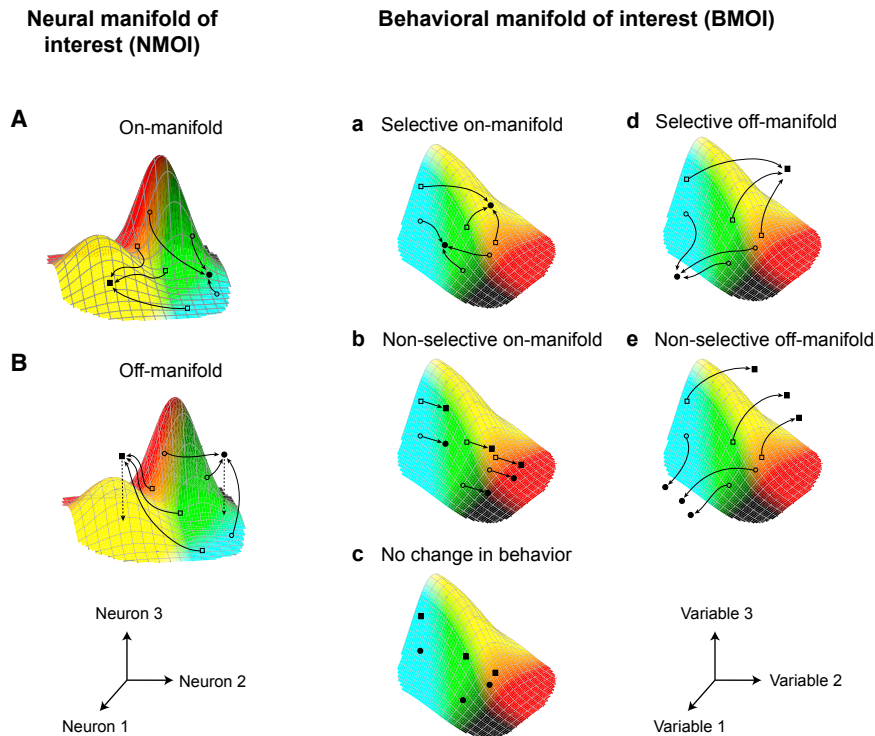 Neural manifold of
interest (NMOI)
Behavioral manifold of interest (BMOI)
A
On-manifold
a Selective on-manifold
d Selective off-manifold
B
Off-manifold
b Non-selective on-manifold
e Non-selective off-manifold
c No change in behavior
Neuron 3
Neuron 2
Neuron 1
Variable 3
Variable 2
Variable 1